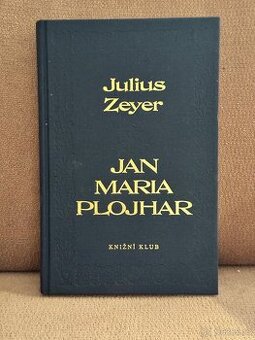 Julius
Zeyer
JAN
MARIA
PLOJHAR
KNIŽNÍ KLUB